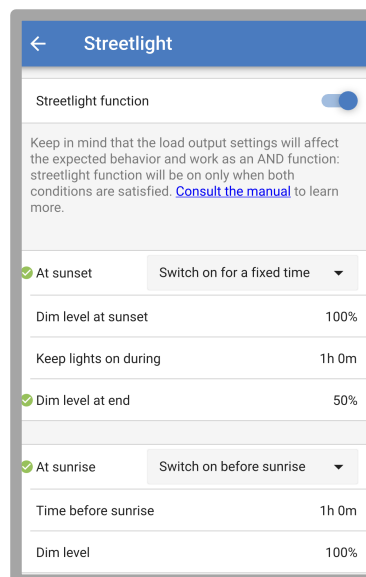 Streetlight
Streetlight function
Keep in mind that the load output settings will affect
the expected behavior and work as an AND function:
streetlight function will be on only when both
conditions are satisfied. Consult the manual to learn
more.
At sunset Switch on for a fixed time
Dim level at sunset 100%
Keep lights on during 1h 0m
Dim level at end 50%
At sunrise Switch on before sunrise
Time before sunrise 1h 0m
Dim level 100%